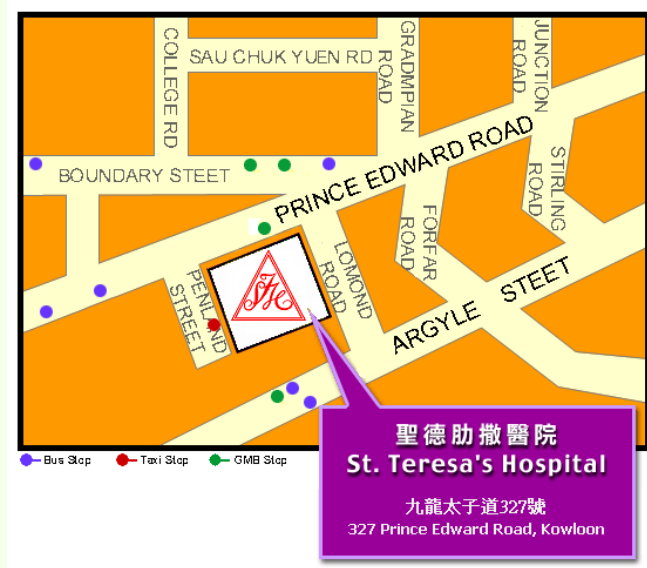 COLLEGE RD
SAU CHUK YUEN RD
GRADMPIAN
ROAD
JUNCTION
ROAD
BOUNDARY STREET
PRINCE EDWARD ROAD
STIRLING
ROAD
FORFAR
ROAD
LOMOND
ROAD
PENLAND
STREET
STH
ARGYLE STEET
Bus Stop
Taxi Stop
GMB Stop
聖德肋撒醫院
St. Teresa's Hospital
九龍太子道327號
327 Prince Edward Road, Kowloon